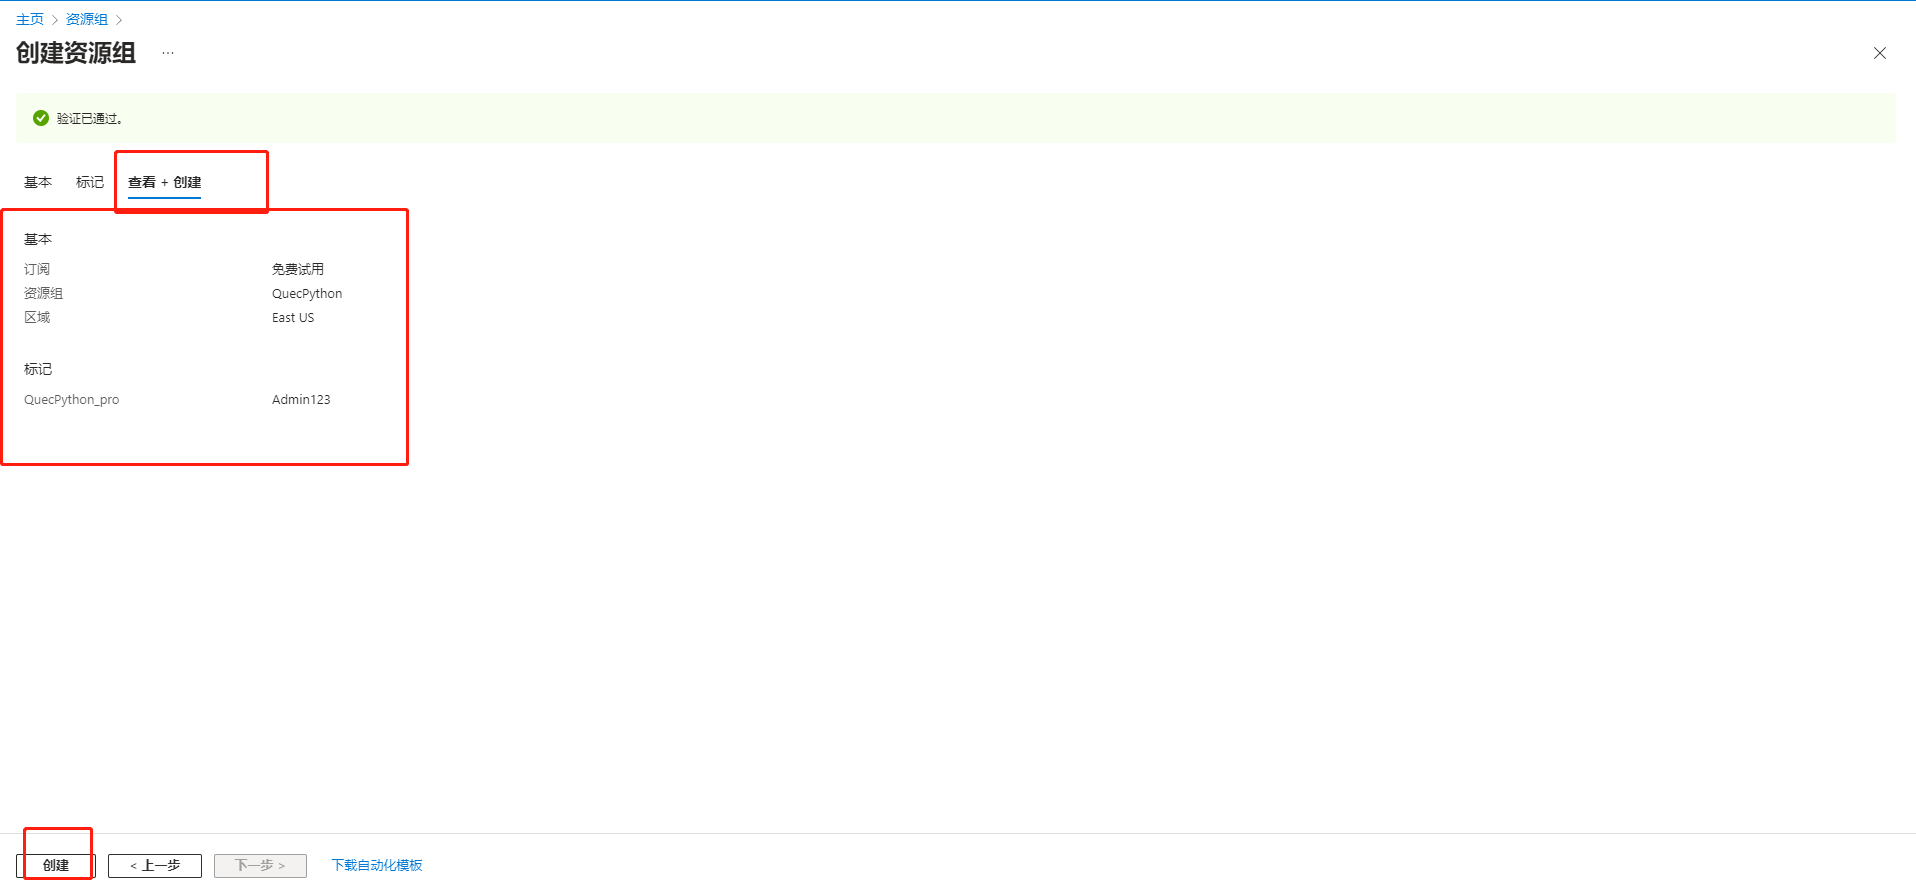 主页 > 资源组 >
创建资源组 ···
验证已通过。
基本 标记 查看 + 创建
基本
订阅 免费试用
资源组 QuecPython
区域 East US
标记
QuecPython_pro Admin123
创建 < 上一步 下一步 > 下载自动化模板